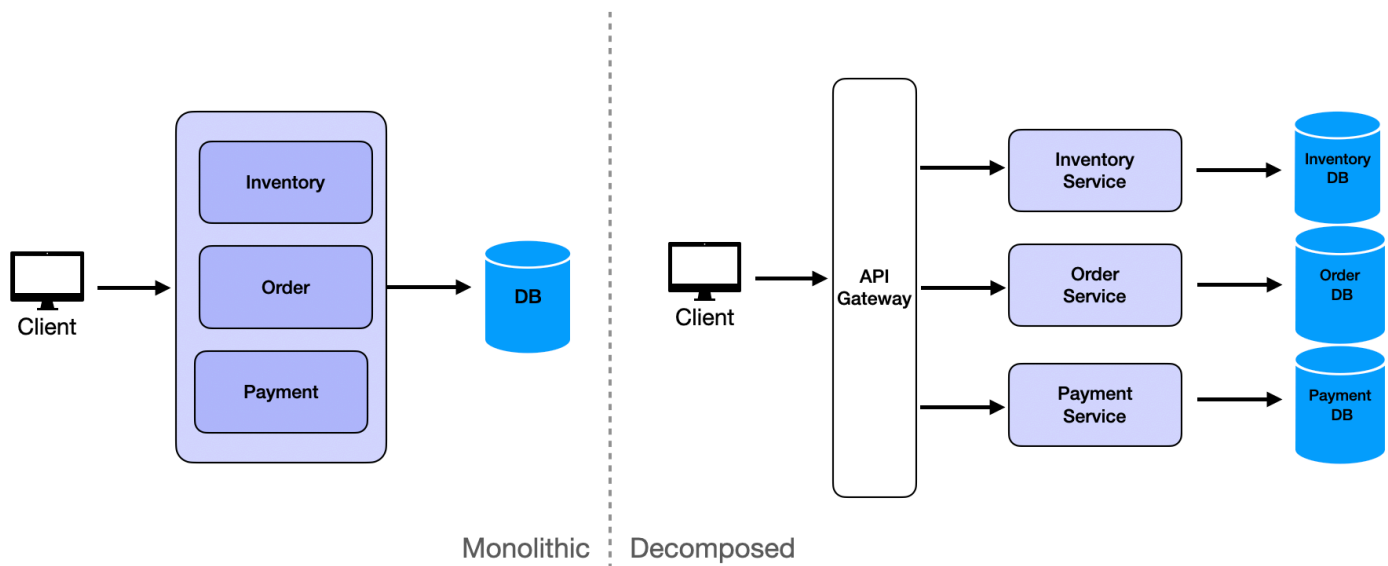 Inventory
Order
Payment
Client
DB
Monolithic
Client
API
Gateway
Inventory
Service
Order
Service
Payment
Service
Inventory
DB
Order
DB
Payment
DB
Decomposed